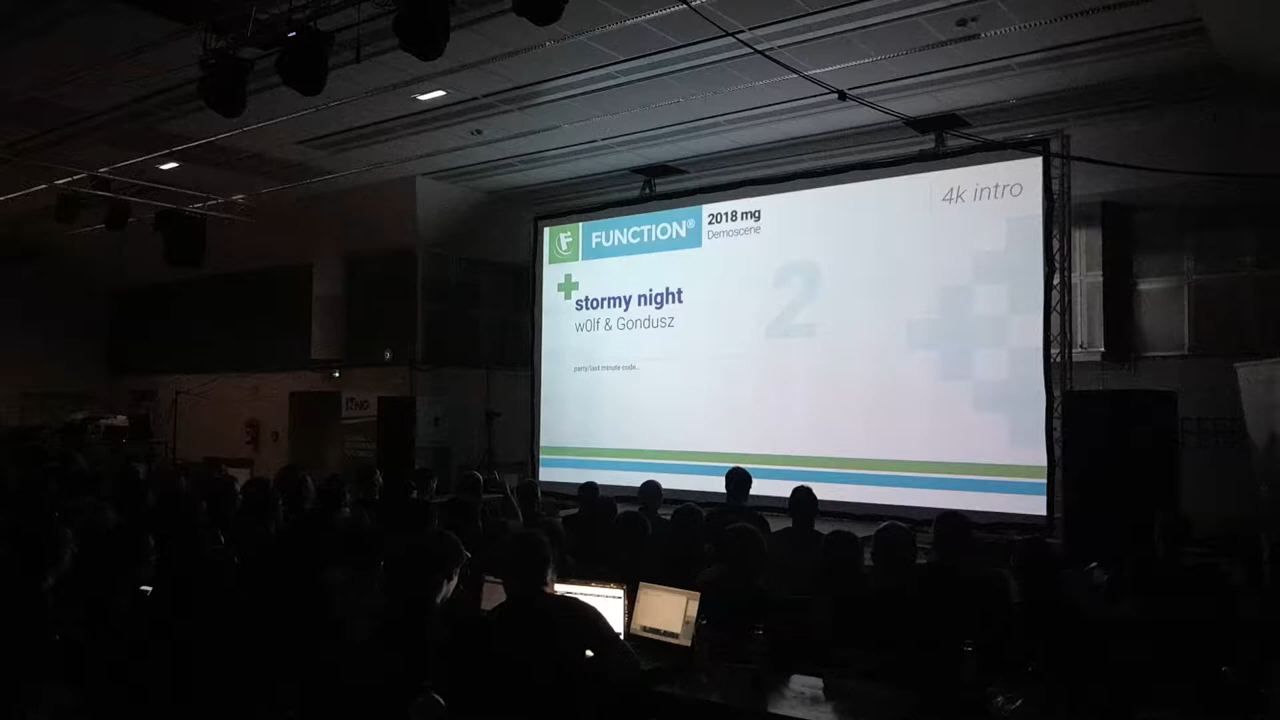 4k intro
FUNCTION®
2018 mg
Demoscene
stormy night
w0lf & Gondusz
2
party/last minute code...